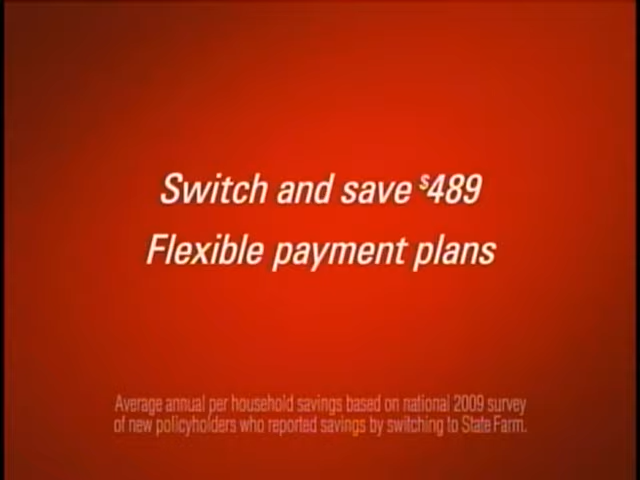 Switch and save $489
Flexible payment plans
Average annual per household savings based on national 2009 survey
of new policyholders who reported savings by switching to State Farm.